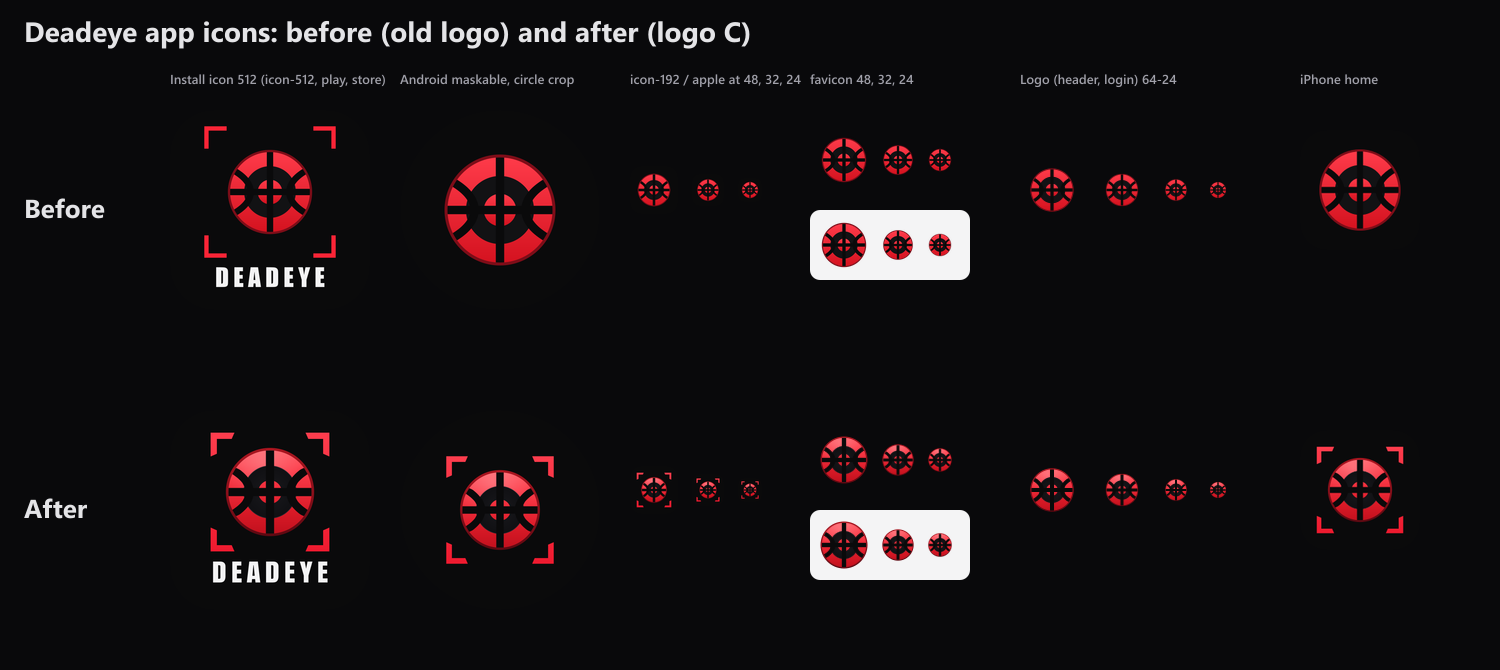 Deadeye app icons: before (old logo) and after (logo C)
Install icon 512 (icon-512, play, store)
Android maskable, circle crop
icon-192 / apple at 48, 32, 24
favicon 48, 32, 24
Logo (header, login) 64-24
iPhone home
Before
DEADEYE
After
DEADEYE